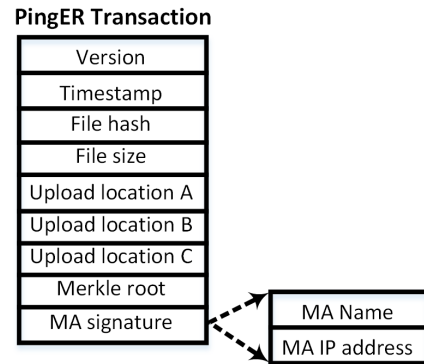 PingER Transaction
Version
Timestamp
File hash
File size
Upload location A
Upload location B
Upload location C
Merkle root
MA signature
MA Name
MA IP address